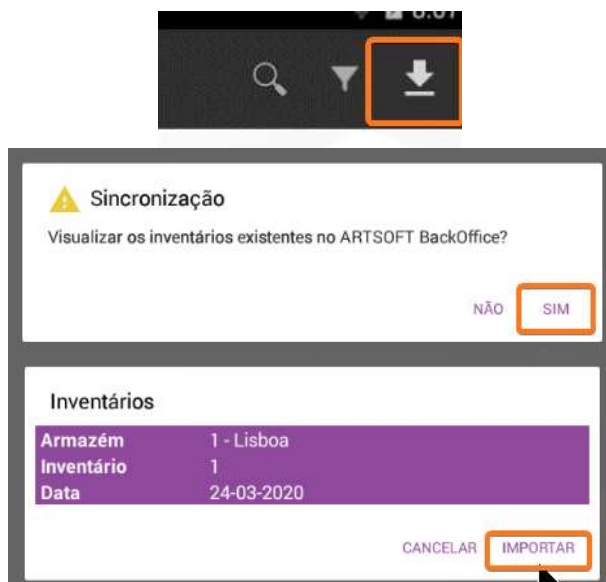 Sincronização
Visualizar os inventários existentes no ARTSOFT BackOffice?
NÃO SIM
Inventários
Armazém 1 - Lisboa
Inventário 1
Data 24-03-2020
CANCELAR IMPORTAR